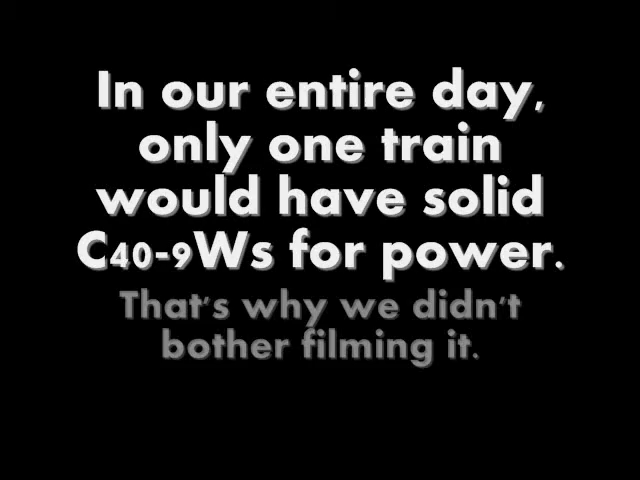 In our entire day,
only one train
would have solid
C40-9Ws for power.
That's why we didn't
bother filming it.